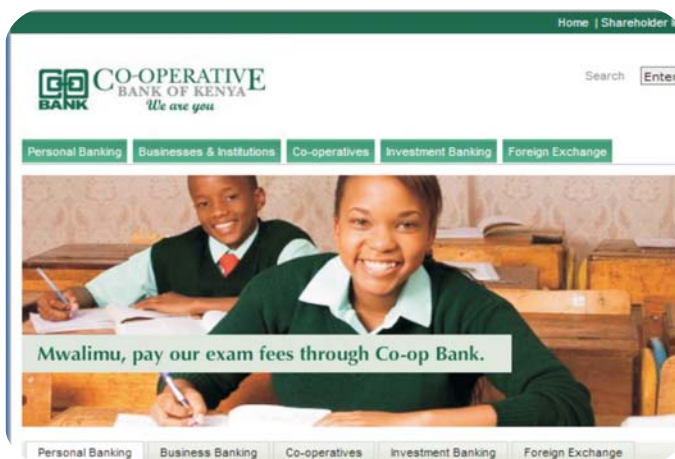 Home | Shareholder
Search Enter
CO-OPERATIVE
BANK OF KENYA
BANK We are you
Personal Banking Businesses & Institutions Co-operatives Investment Banking Foreign Exchange
Mwalimu, pay our exam fees through Co-op Bank.
Personal Banking Business Banking Co-operatives Investment Banking Foreign Exchange